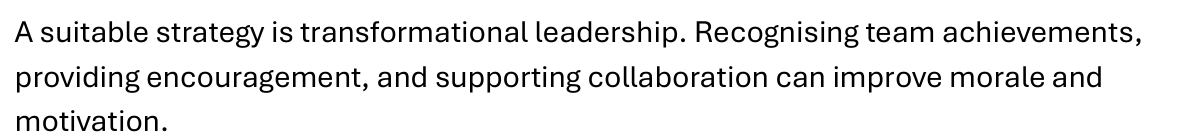 A suitable strategy is transformational leadership. Recognising team achievements,
providing encouragement, and supporting collaboration can improve morale and
motivation.